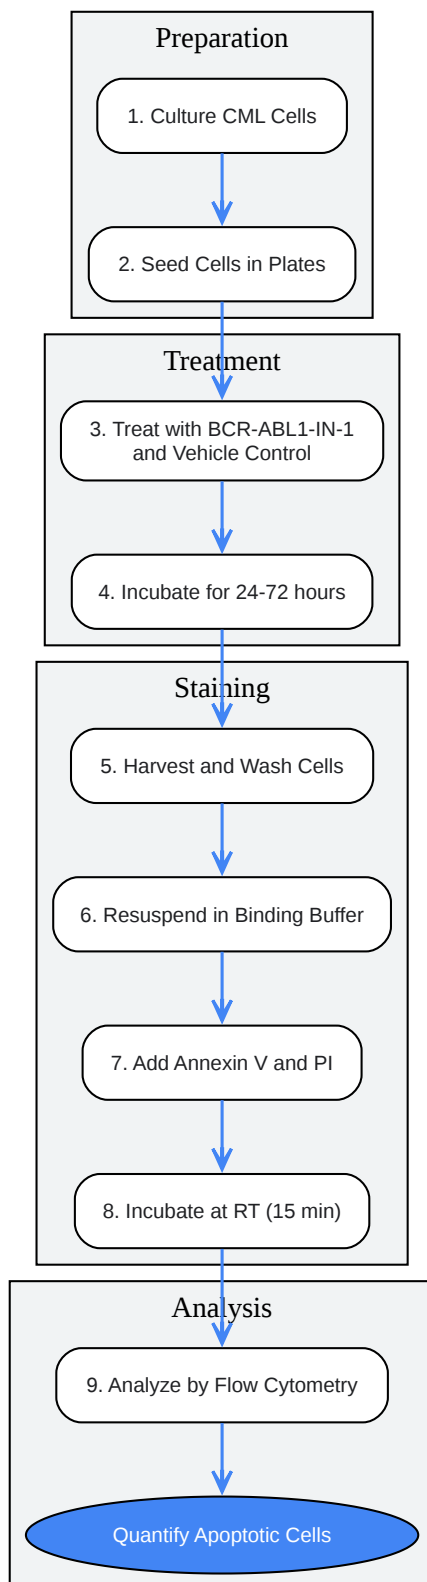 Preparation
1. Culture CML Cells
2. Seed Cells in Plates
Treatment
3. Treat with BCR-ABL1-IN-1
and Vehicle Control
4. Incubate for 24-72 hours
Staining
5. Harvest and Wash Cells
6. Resuspend in Binding Buffer
7. Add Annexin V and PI
8. Incubate at RT (15 min)
Analysis
9. Analyze by Flow Cytometry
Quantify Apoptotic Cells